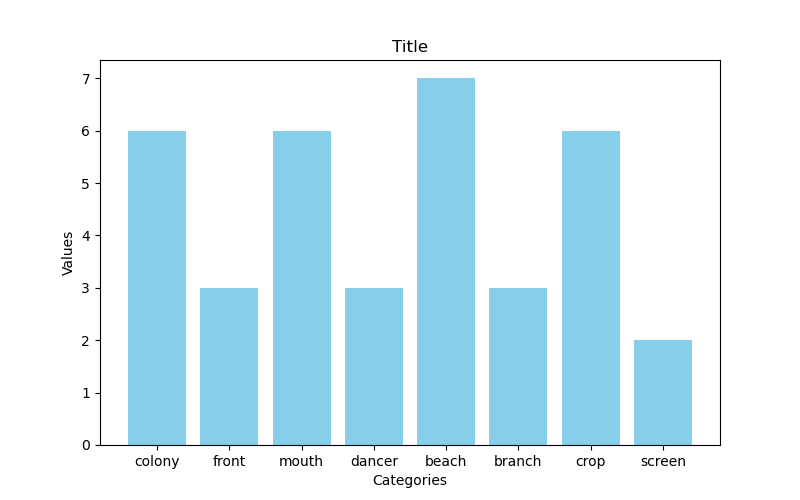 Title
Values
7
6
5
4
3
2
1
0
colony front mouth dancer beach branch crop screen
Categories